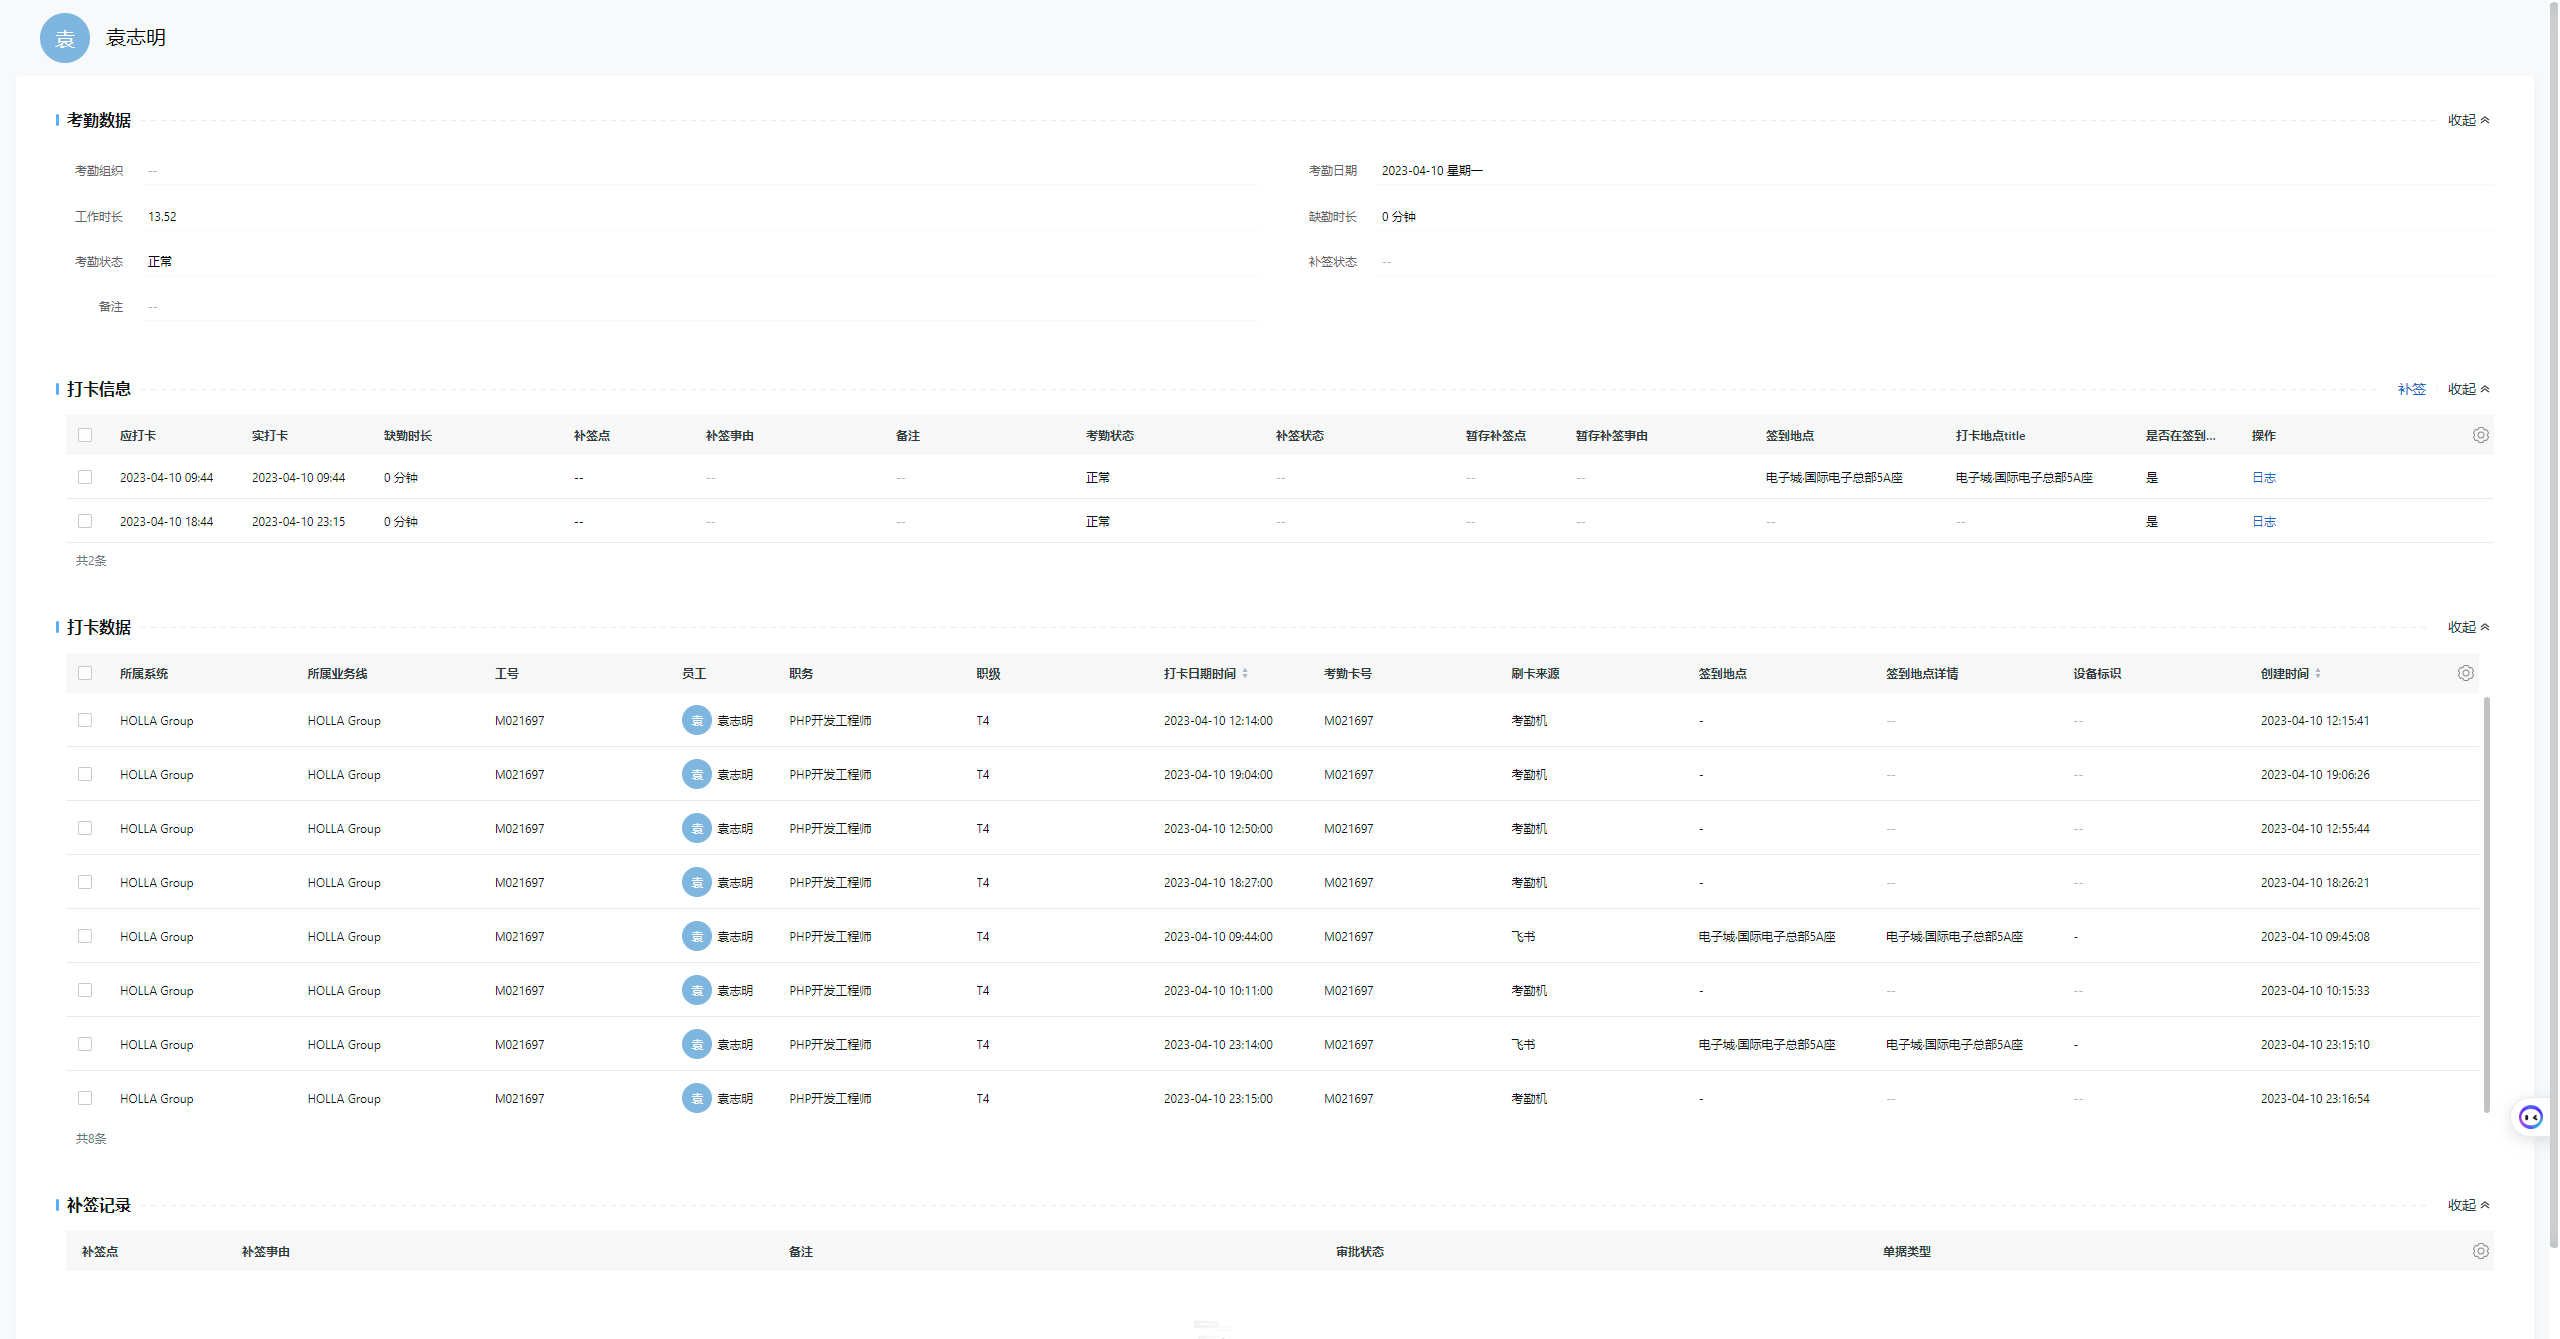 袁 袁志明
考勤数据 收起
考勤组织 -- 考勤日期 2023-04-10 星期一
工作时长 13.52 缺勤时长 0 分钟
考勤状态 正常 补签状态 --
备注 --
打卡信息 补签 收起
应打卡 实打卡 缺勤时长 补签点 补签事由 备注 考勤状态 补签状态 暂存补签点 暂存补签事由 签到地点 打卡地点title 是否在签到... 操作
2023-04-10 09:44 2023-04-10 09:44 0 分钟 -- -- -- 正常 -- -- -- 电子城·国际电子总部5A座 电子城·国际电子总部5A座 是 日志
2023-04-10 18:44 2023-04-10 23:15 0 分钟 -- -- -- 正常 -- -- -- -- -- 是 日志
共2条
打卡数据 收起
所属系统 所属业务线 工号 员工 职务 职级 打卡日期时间 考勤卡号 刷卡来源 签到地点 签到地点详情 设备标识 创建时间
HOLLA Group HOLLA Group M021697 袁 袁志明 PHP开发工程师 T4 2023-04-10 12:14:00 M021697 考勤机 - -- -- 2023-04-10 12:15:41
HOLLA Group HOLLA Group M021697 袁 袁志明 PHP开发工程师 T4 2023-04-10 19:04:00 M021697 考勤机 - -- -- 2023-04-10 19:06:26
HOLLA Group HOLLA Group M021697 袁 袁志明 PHP开发工程师 T4 2023-04-10 12:50:00 M021697 考勤机 - -- -- 2023-04-10 12:55:44
HOLLA Group HOLLA Group M021697 袁 袁志明 PHP开发工程师 T4 2023-04-10 18:27:00 M021697 考勤机 - -- -- 2023-04-10 18:26:21
HOLLA Group HOLLA Group M021697 袁 袁志明 PHP开发工程师 T4 2023-04-10 09:44:00 M021697 飞书 电子城·国际电子总部5A座 电子城·国际电子总部5A座 - 2023-04-10 09:45:08
HOLLA Group HOLLA Group M021697 袁 袁志明 PHP开发工程师 T4 2023-04-10 10:11:00 M021697 考勤机 - -- -- 2023-04-10 10:15:33
HOLLA Group HOLLA Group M021697 袁 袁志明 PHP开发工程师 T4 2023-04-10 23:14:00 M021697 飞书 电子城·国际电子总部5A座 电子城·国际电子总部5A座 - 2023-04-10 23:15:10
HOLLA Group HOLLA Group M021697 袁 袁志明 PHP开发工程师 T4 2023-04-10 23:15:00 M021697 考勤机 - -- -- 2023-04-10 23:16:54
共8条
补签记录 收起
补签点 补签事由 备注 审批状态 单据类型